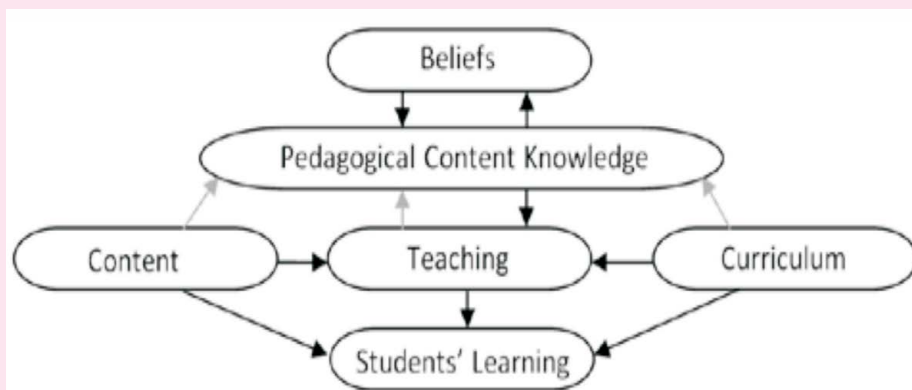 Beliefs
Pedagogical Content Knowledge
Content
Teaching
Curriculum
Students' Learning